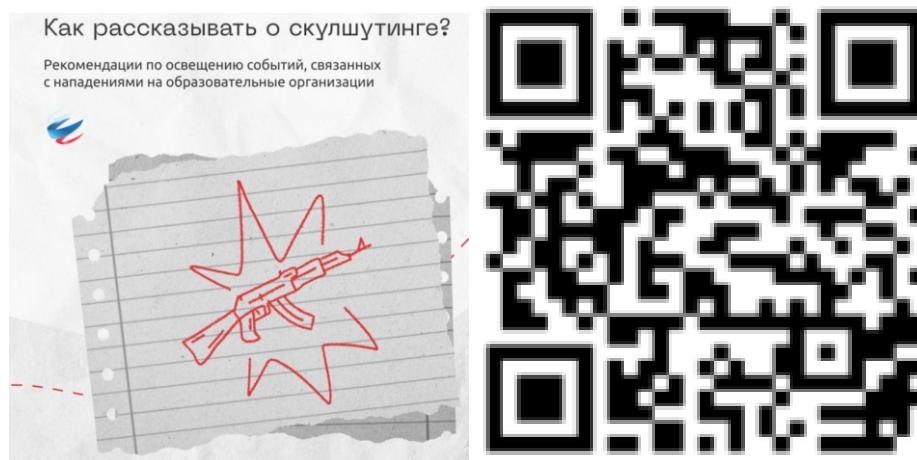 Как рассказывать о скулшутинге?
Рекомендации по освещению событий, связанных
с нападениями на образовательные организации